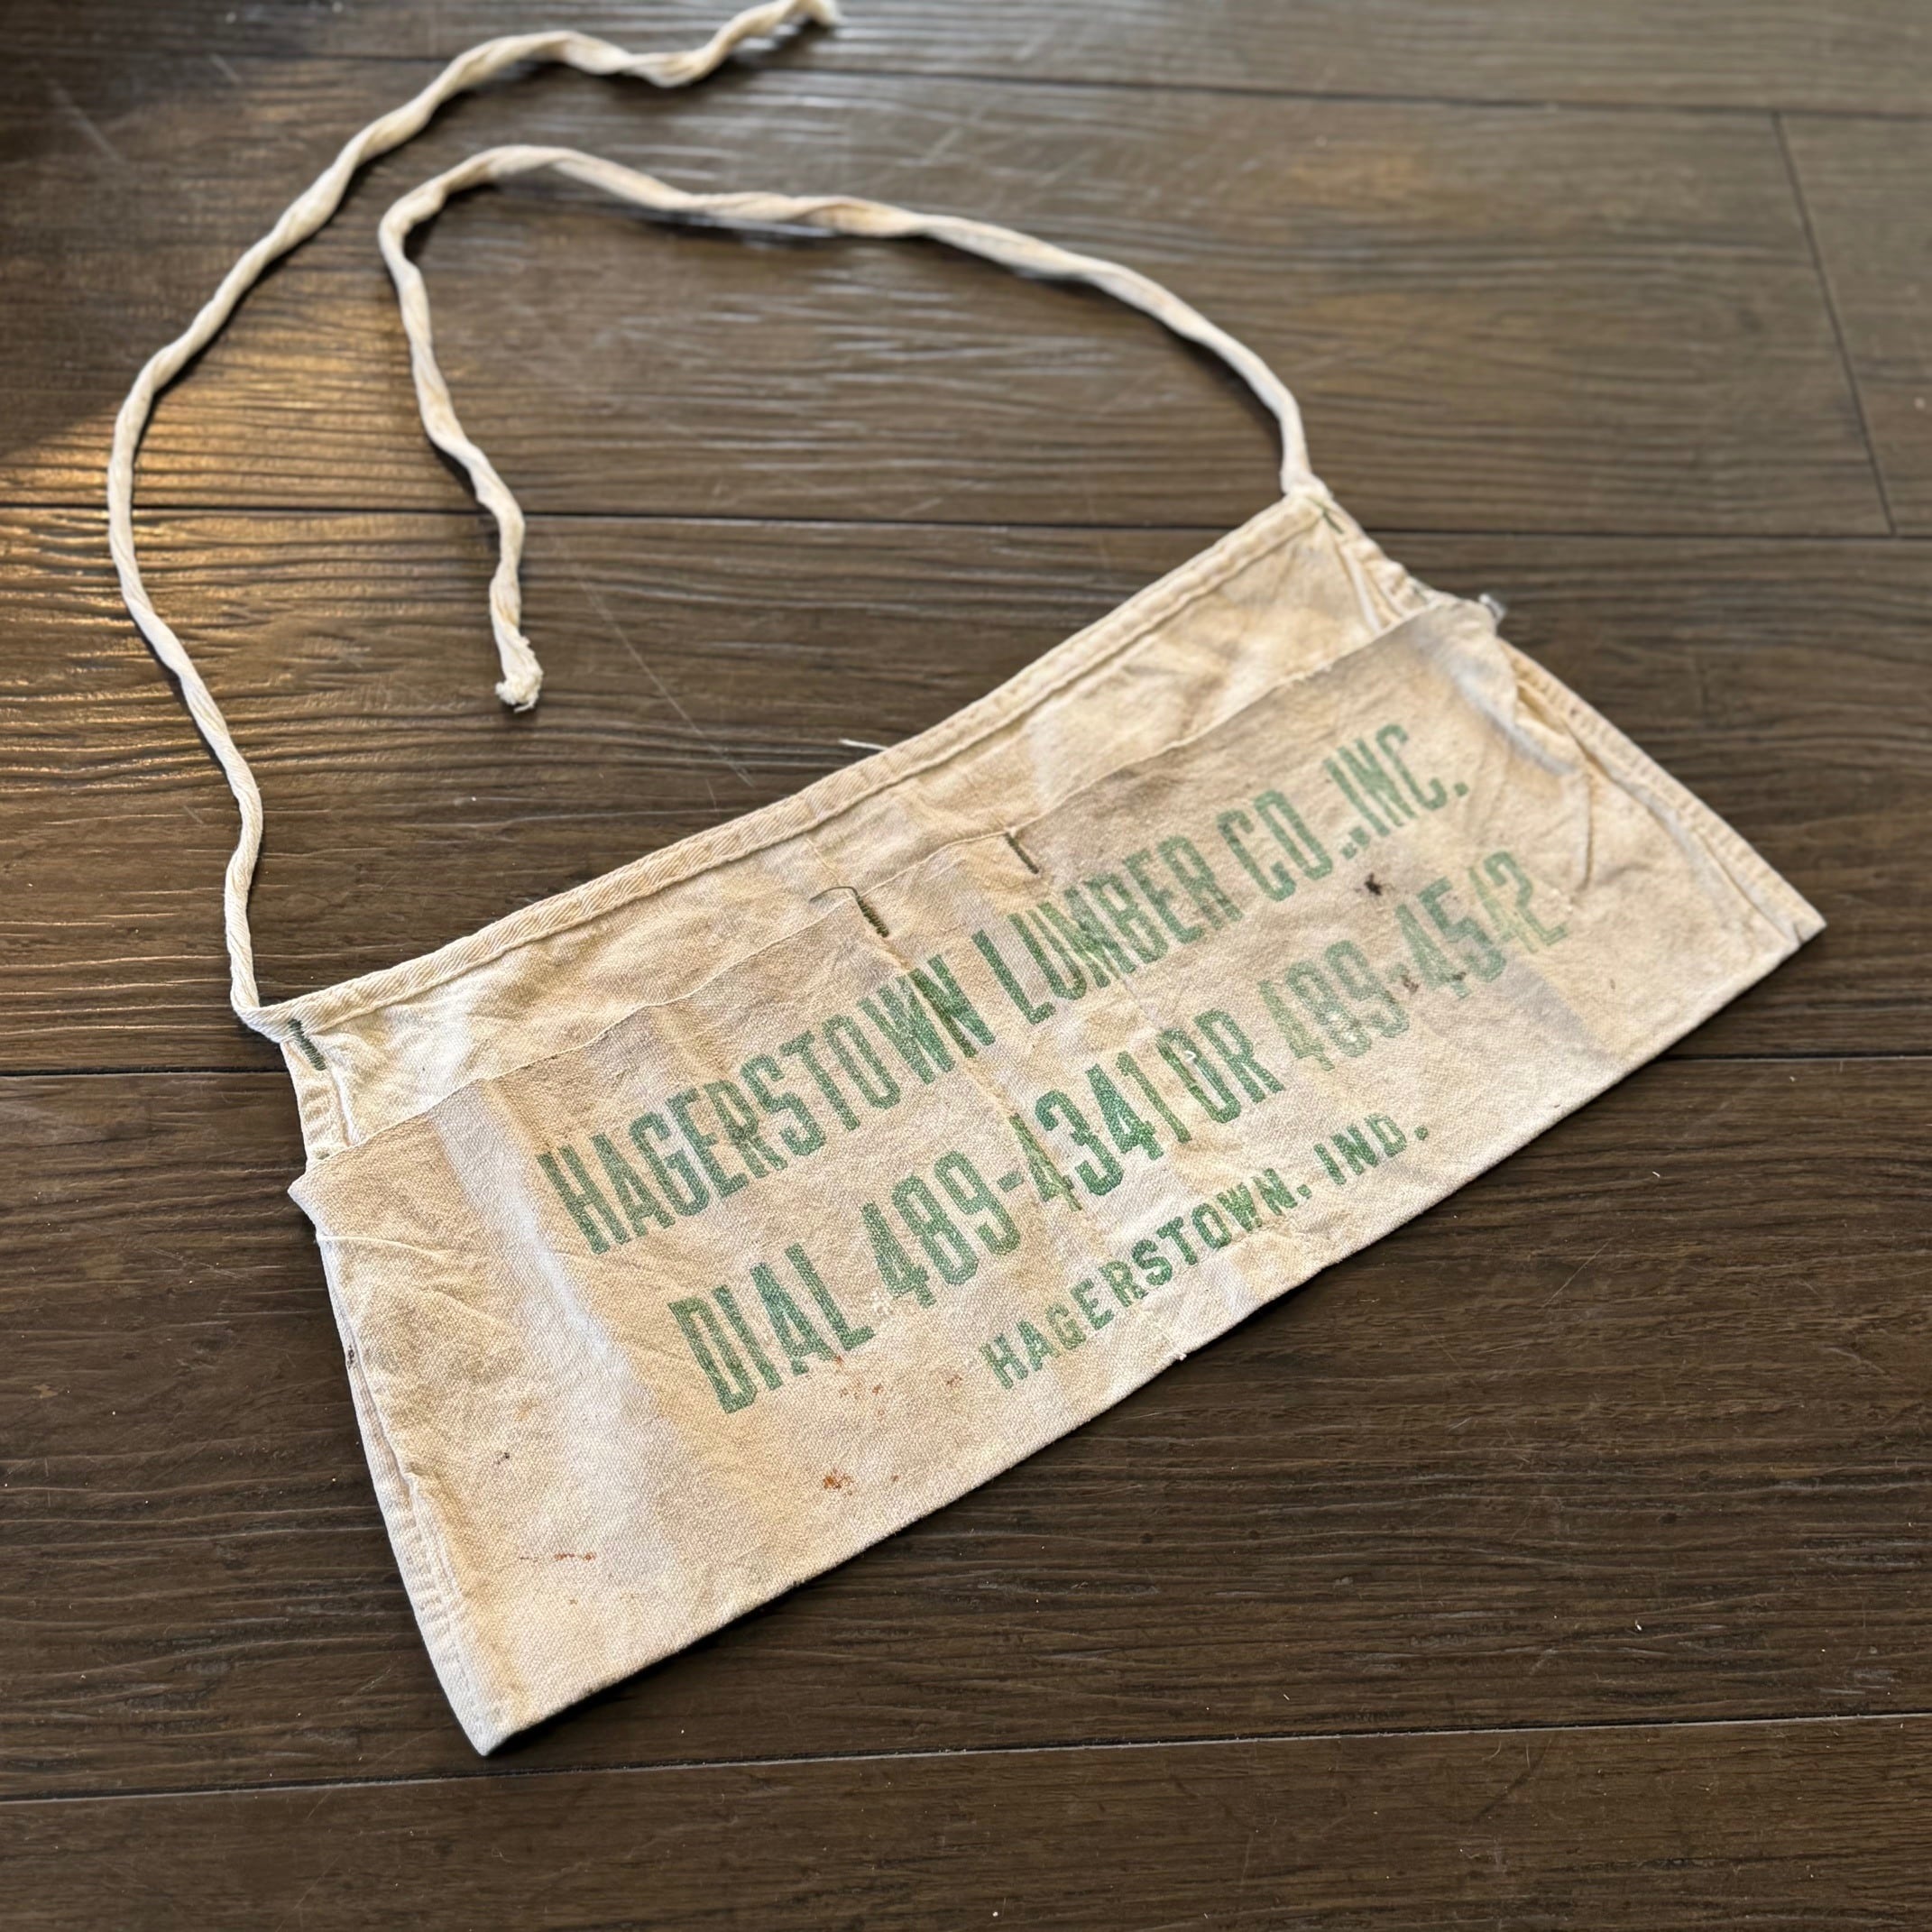 HAGERSTOWN LUMBER CO., INC.
DIAL 489-4341 OR 489-4542
HAGERSTOWN, IND.